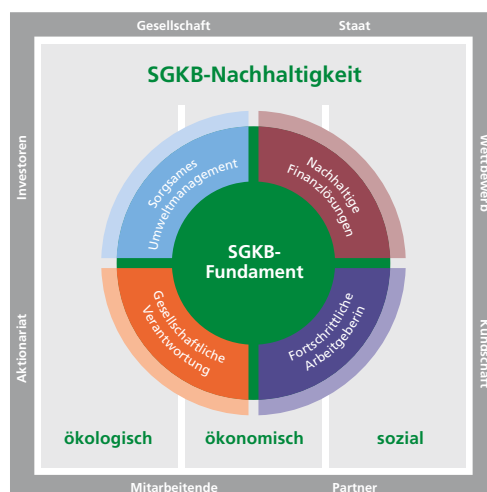 Gesellschaft
Staat
SGKB-Nachhaltigkeit
Investoren
Wettbewerb
Sorgsames
Umweltmanagement
Nachhaltige
Finanzlösungen
SGKB-
Fundament
Gesellschaftliche
Verantwortung
Fortschrittliche
Arbeitgeberin
Aktionariat
Kundschaft
ökologisch
ökonomisch
sozial
Mitarbeitende
Partner